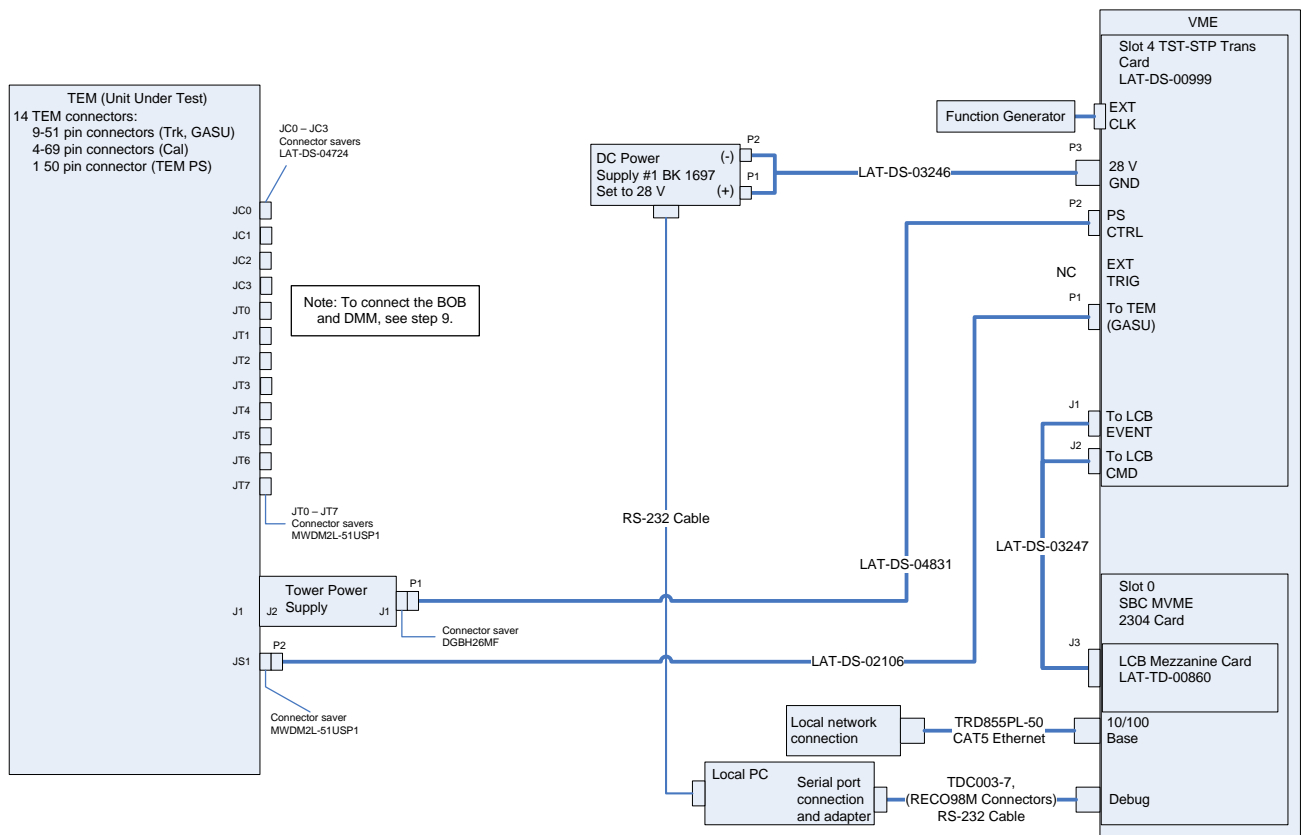 VME
Slot 4 TST-STP Trans
Card
LAT-DS-00999
EXT
CLK
P3
28 V
GND
P2
PS
CTRL
NC
EXT
TRIG
P1
To TEM
(GASU)
J1
To LCB
EVENT
J2
To LCB
CMD
Function Generator
TEM (Unit Under Test)
14 TEM connectors:
9-51 pin connectors (Trk, GASU)
4-69 pin connectors (Cal)
1 50 pin connector (TEM PS)
JC0 – JC3
Connector savers
LAT-DS-04724
JC0
JC1
JC2
JC3
JT0
JT1
JT2
JT3
JT4
JT5
JT6
JT7
Note: To connect the BOB
and DMM, see step 9.
JT0 – JT7
Connector savers
MWDM2L-51USP1
DC Power
Supply #1 BK 1697
Set to 28 V
(-)
(+)
P2
P1
LAT-DS-03246
RS-232 Cable
LAT-DS-04831
LAT-DS-03247
J1
J2
Tower Power
Supply
J1
P1
Connector saver
DGBH26MF
JS1
P2
LAT-DS-02106
Connector saver
MWDM2L-51USP1
Slot 0
SBC MVME
2304 Card
J3
LCB Mezzanine Card
LAT-TD-00860
Local network
connection
TRD855PL-50
CAT5 Ethernet
10/100
Base
Local PC
Serial port
connection
and adapter
TDC003-7,
(RECO98M Connectors)
RS-232 Cable
Debug